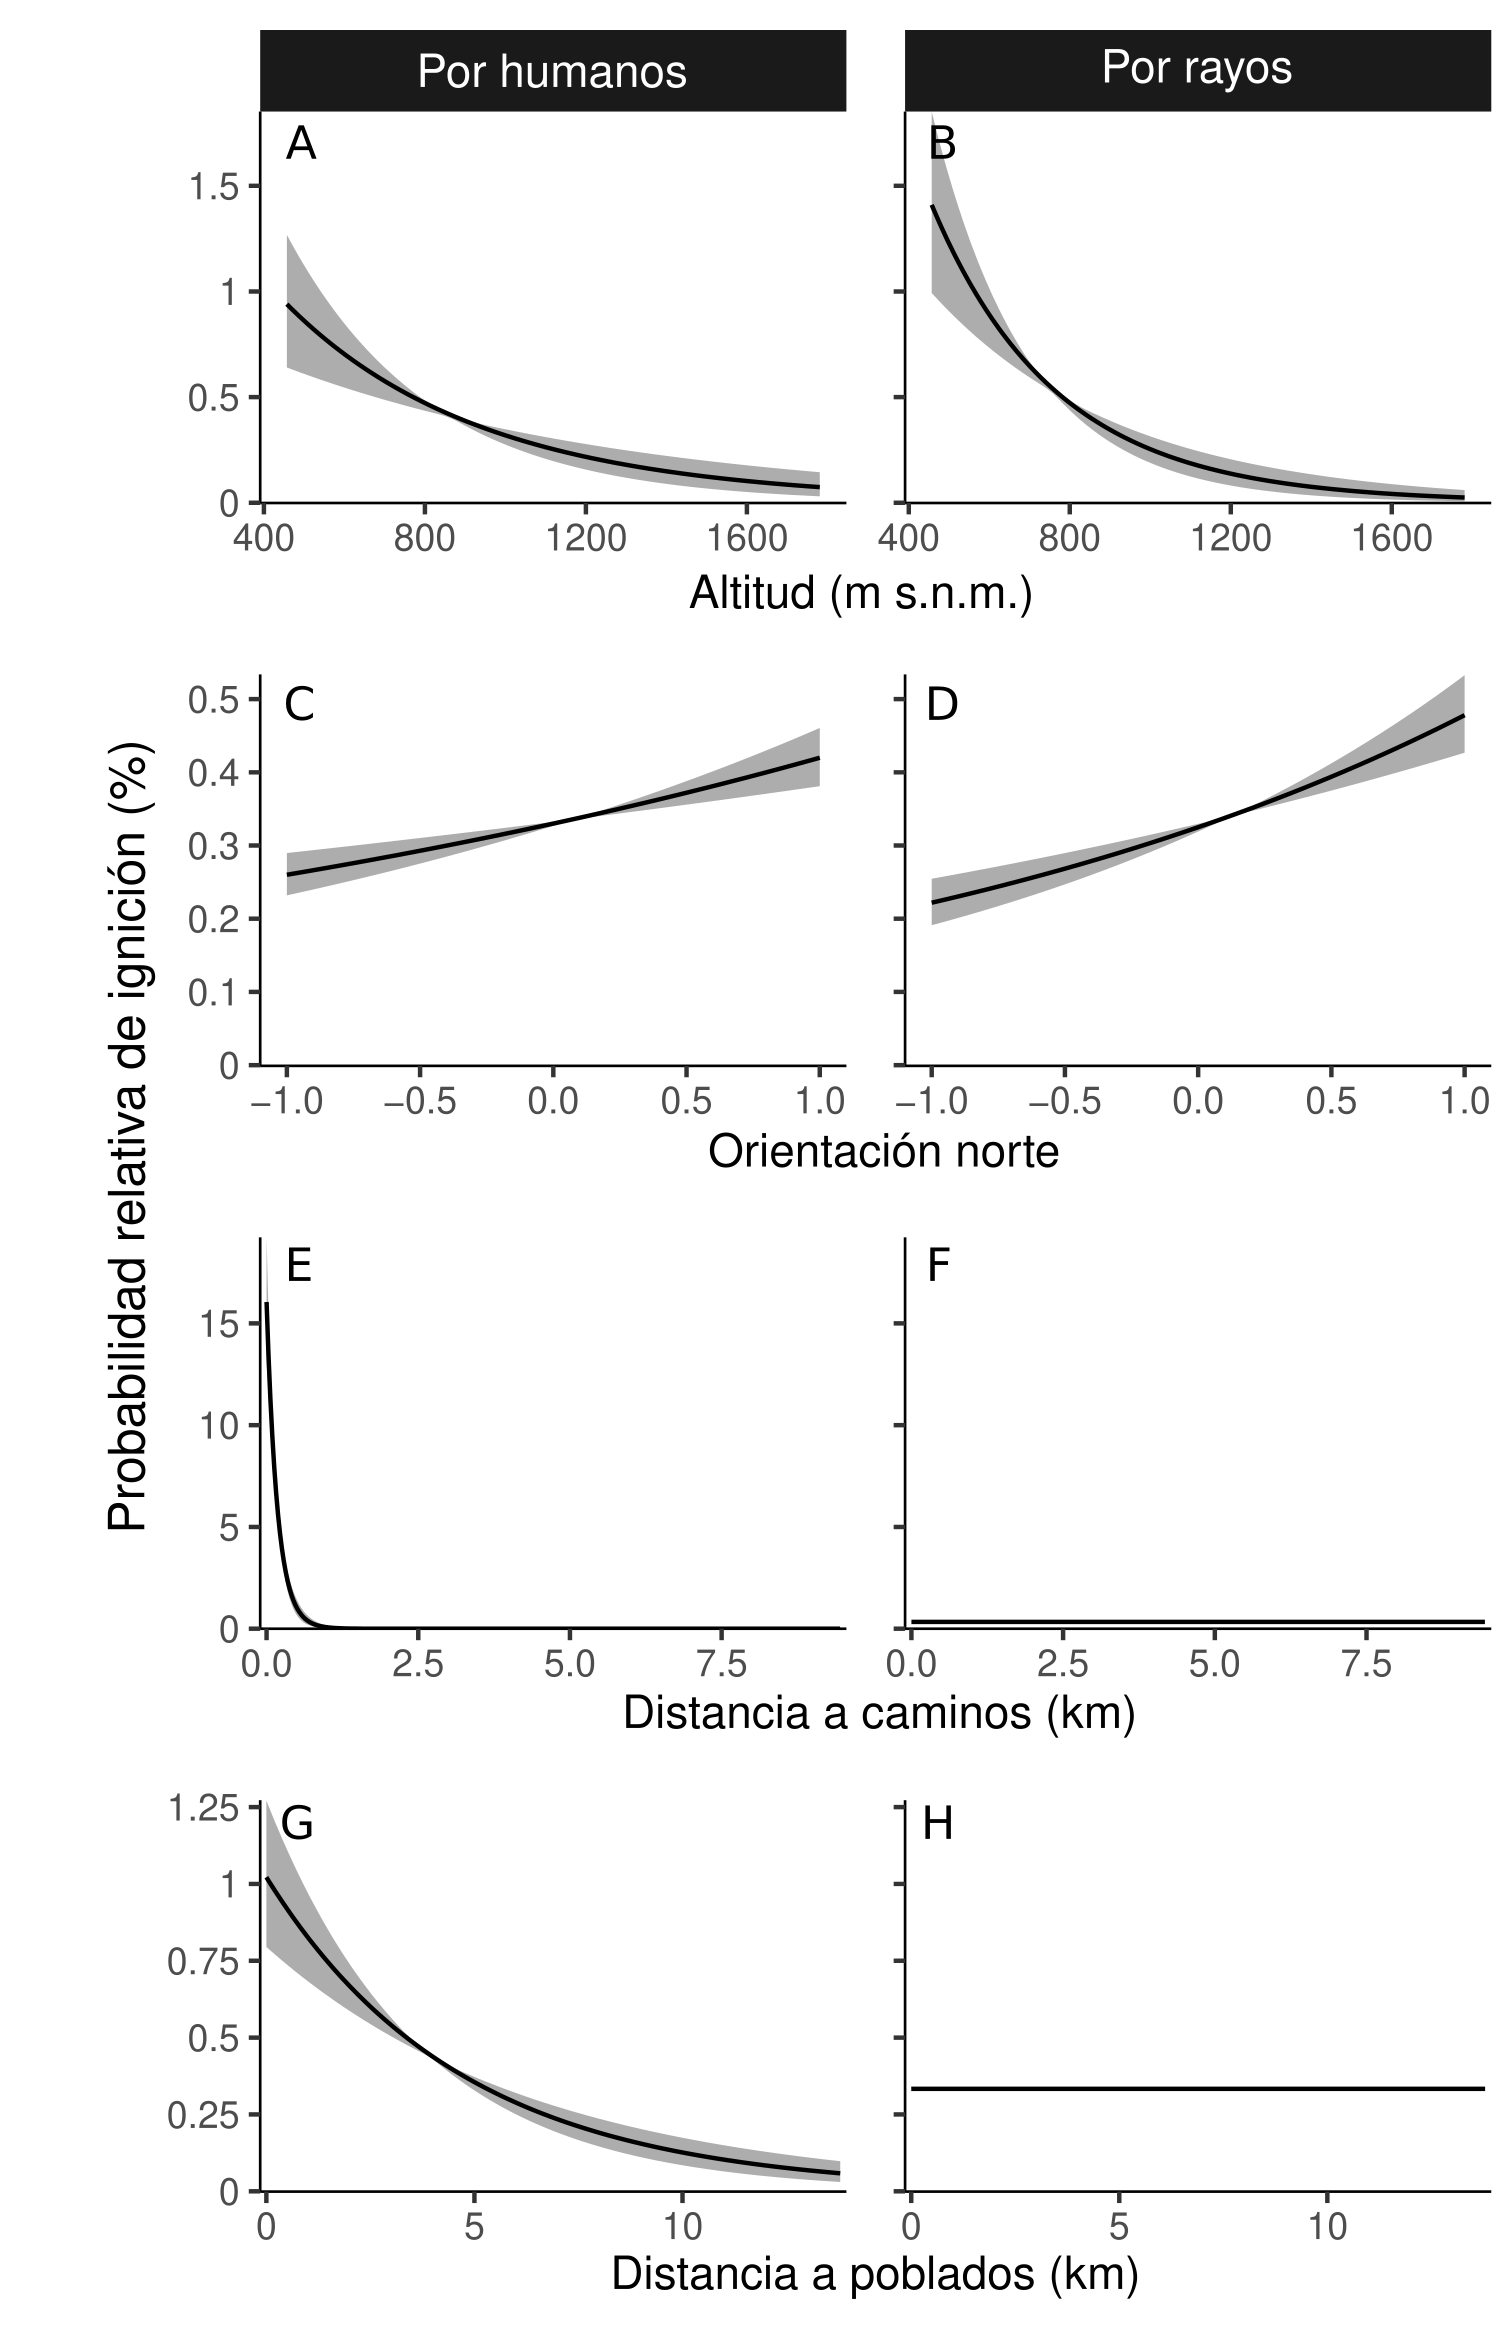 Por humanos
Por rayos
A
B
1.5
1
0.5
0
400 800 1200 1600
400 800 1200 1600
Altitud (m s.n.m.)
Probabilidad relativa de ignición (%)
C
D
0.5
0.4
0.3
0.2
0.1
0
−1.0 −0.5 0.0 0.5 1.0
−1.0 −0.5 0.0 0.5 1.0
Orientación norte
E
F
15
10
5
0
0.0 2.5 5.0 7.5
0.0 2.5 5.0 7.5
Distancia a caminos (km)
G
H
1.25
1
0.75
0.5
0.25
0
0 5 10
0 5 10
Distancia a poblados (km)